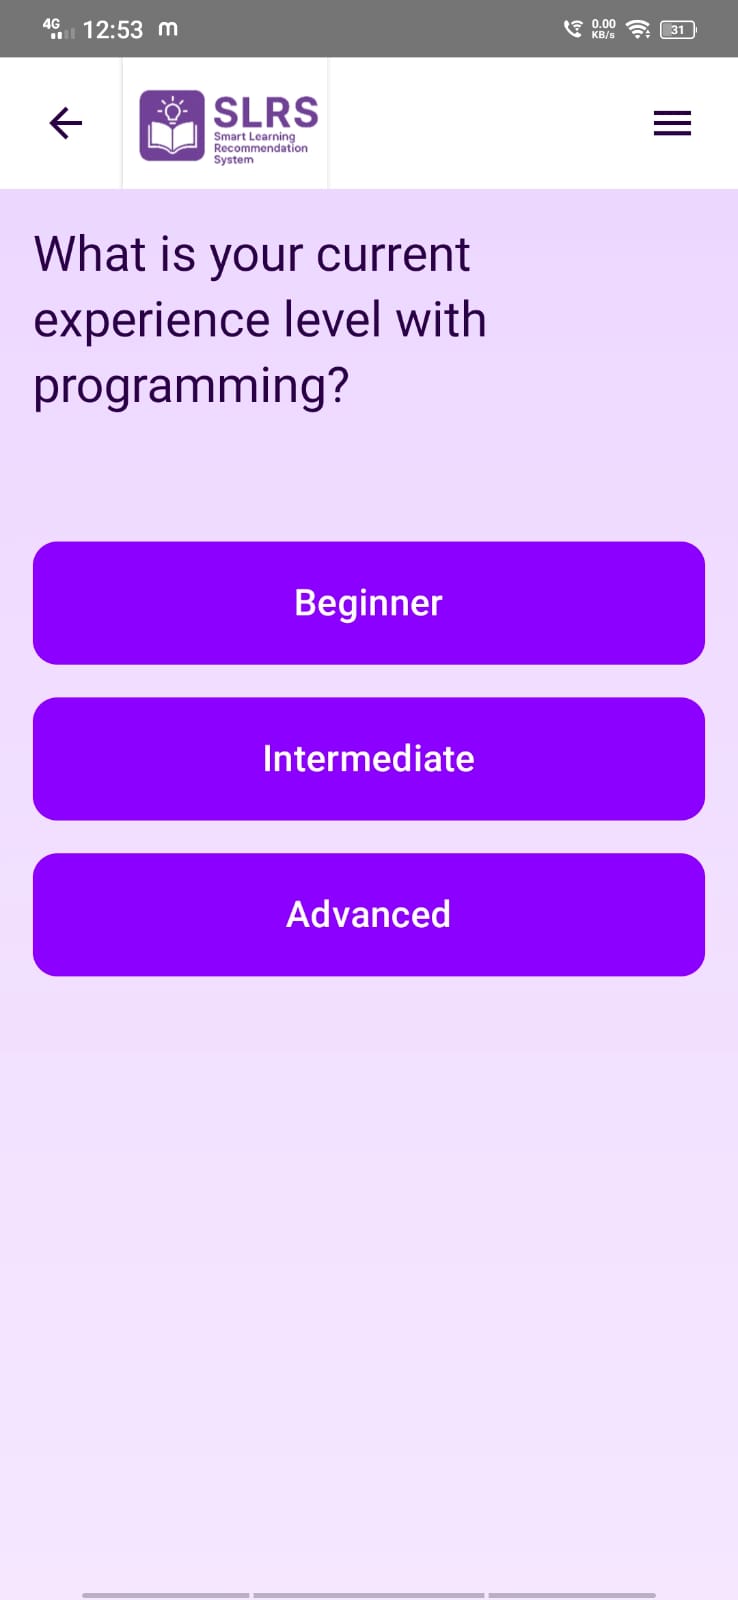 4G 12:53 m 0.00 KB/s 31
SLRS
Smart Learning
Recommendation
System
What is your current
experience level with
programming?
Beginner
Intermediate
Advanced